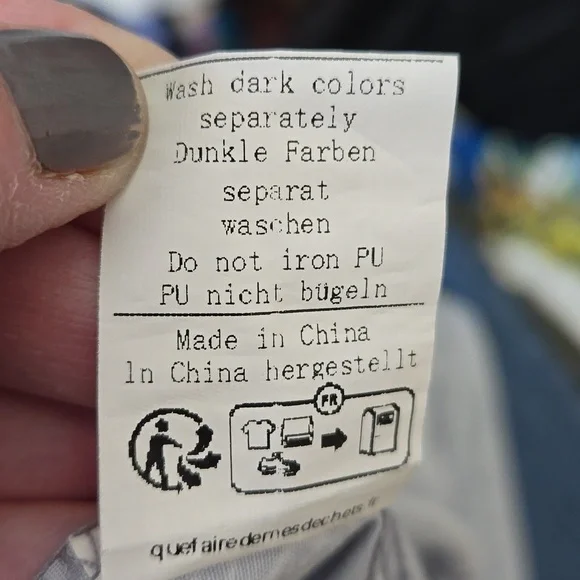 Wash dark colors
separately
Dunkle Farben
separat
waschen
Do not iron PU
PU nicht bügeln
Made in China
In China hergestellt
FR
quefairedemesdechets.fr